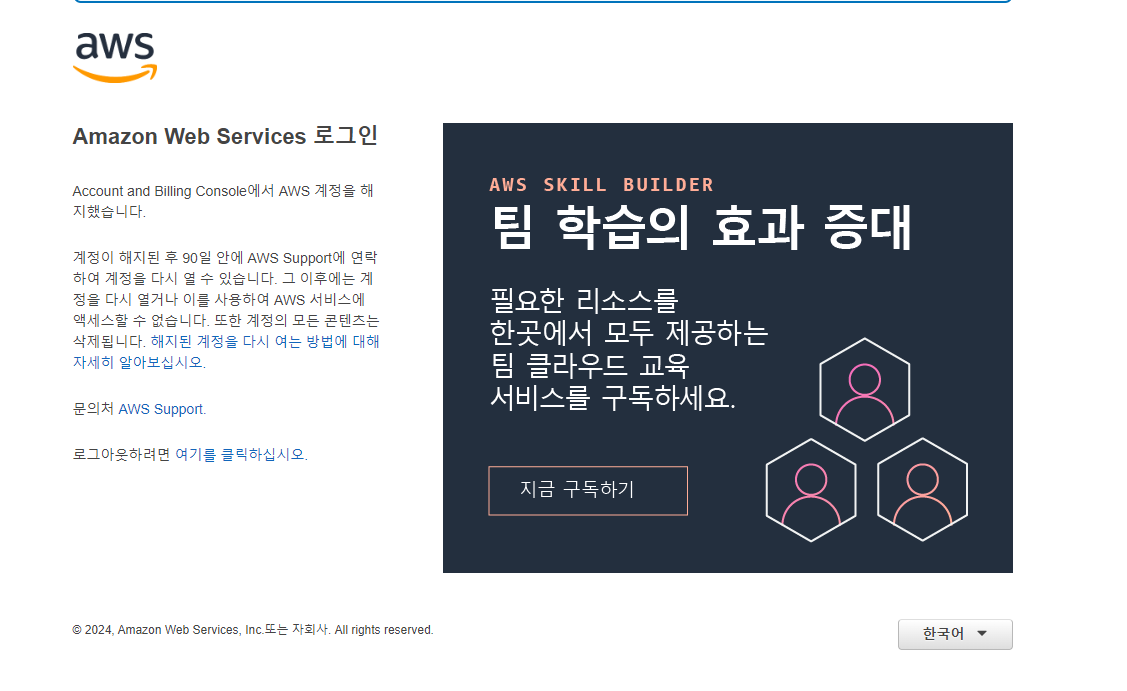 aws
Amazon Web Services 로그인
Account and Billing Console에서 AWS 계정을 해
지했습니다.
계정이 해지된 후 90일 안에 AWS Support에 연락
하여 계정을 다시 열 수 있습니다. 그 이후에는 계
정을 다시 열거나 이를 사용하여 AWS 서비스에
액세스할 수 없습니다. 또한 계정의 모든 콘텐츠는
삭제됩니다. 해지된 계정을 다시 여는 방법에 대해
자세히 알아보십시오.
문의처 AWS Support.
로그아웃하려면 여기를 클릭하십시오.
AWS SKILL BUILDER
팀 학습의 효과 증대
필요한 리소스를
한곳에서 모두 제공하는
팀 클라우드 교육
서비스를 구독하세요.
지금 구독하기
© 2024, Amazon Web Services, Inc.또는 자회사. All rights reserved.
한국어